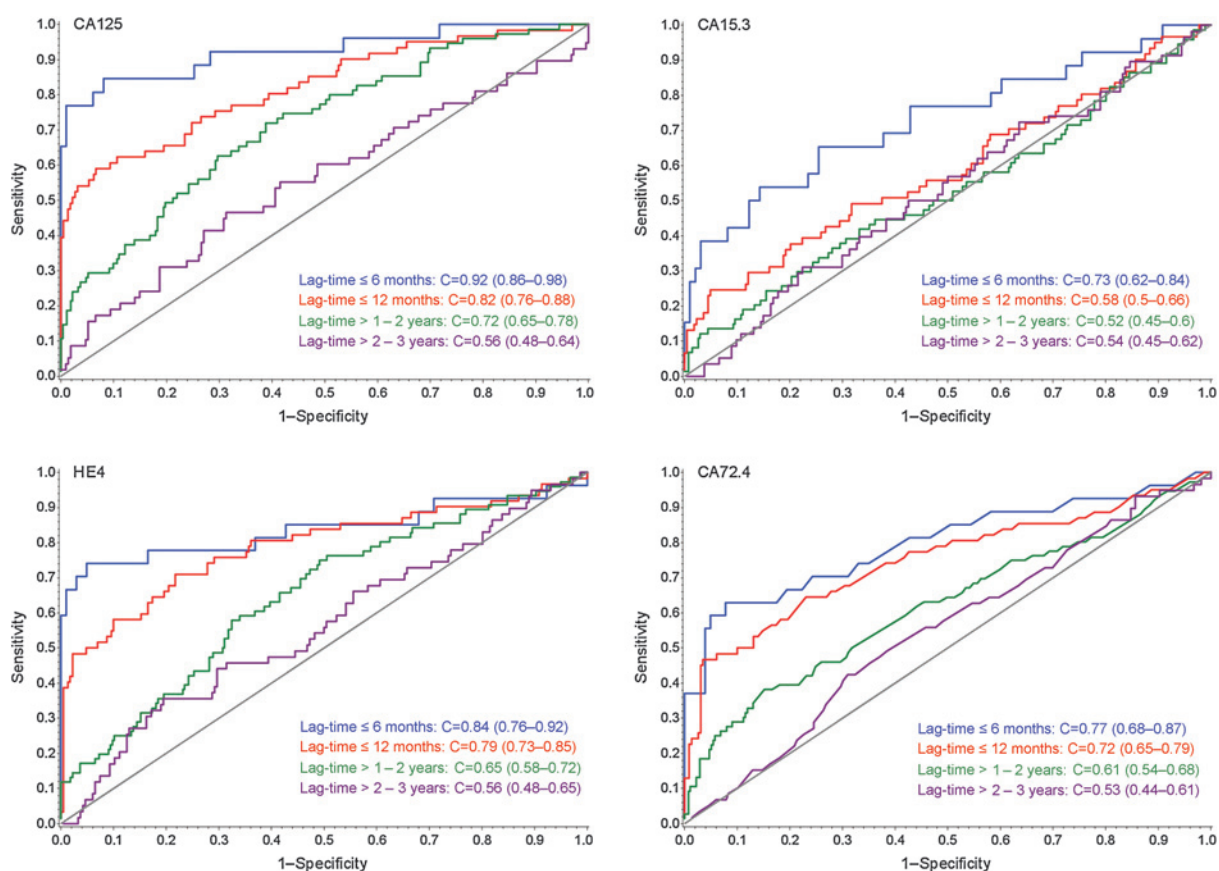 CA125
1.0
0.9
0.8
0.7
0.6
0.5
0.4
0.3
0.2
0.1
0.0
Sensitivity
Lag-time ≤ 6 months: C=0.92 (0.86–0.98)
Lag-time ≤ 12 months: C=0.82 (0.76–0.88)
Lag-time > 1 – 2 years: C=0.72 (0.65–0.78)
Lag-time > 2 – 3 years: C=0.56 (0.48–0.64)
0.0 0.1 0.2 0.3 0.4 0.5 0.6 0.7 0.8 0.9 1.0
1–Specificity
CA15.3
1.0
0.9
0.8
0.7
0.6
0.5
0.4
0.3
0.2
0.1
0.0
Sensitivity
Lag-time ≤ 6 months: C=0.73 (0.62–0.84)
Lag-time ≤ 12 months: C=0.58 (0.5–0.66)
Lag-time > 1 – 2 years: C=0.52 (0.45–0.6)
Lag-time > 2 – 3 years: C=0.54 (0.45–0.62)
0.0 0.1 0.2 0.3 0.4 0.5 0.6 0.7 0.8 0.9 1.0
1–Specificity
HE4
1.0
0.9
0.8
0.7
0.6
0.5
0.4
0.3
0.2
0.1
0.0
Sensitivity
Lag-time ≤ 6 months: C=0.84 (0.76–0.92)
Lag-time ≤ 12 months: C=0.79 (0.73–0.85)
Lag-time > 1 – 2 years: C=0.65 (0.58–0.72)
Lag-time > 2 – 3 years: C=0.56 (0.48–0.65)
0.0 0.1 0.2 0.3 0.4 0.5 0.6 0.7 0.8 0.9 1.0
1–Specificity
CA72.4
1.0
0.9
0.8
0.7
0.6
0.5
0.4
0.3
0.2
0.1
0.0
Sensitivity
Lag-time ≤ 6 months: C=0.77 (0.68–0.87)
Lag-time ≤ 12 months: C=0.72 (0.65–0.79)
Lag-time > 1 – 2 years: C=0.61 (0.54–0.68)
Lag-time > 2 – 3 years: C=0.53 (0.44–0.61)
0.0 0.1 0.2 0.3 0.4 0.5 0.6 0.7 0.8 0.9 1.0
1–Specificity